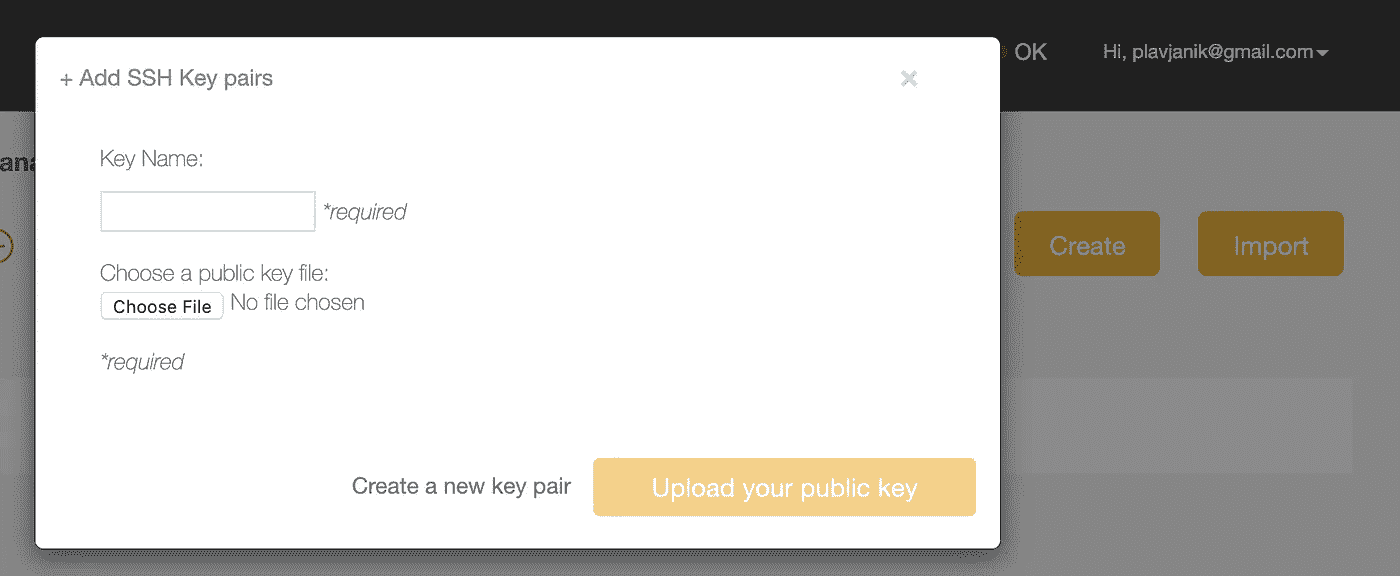 OK
Hi, plavjanik@gmail.com
+ Add SSH Key pairs
×
Key Name:
*required
Choose a public key file:
Choose File No file chosen
*required
Create a new key pair
Upload your public key
Create
Import